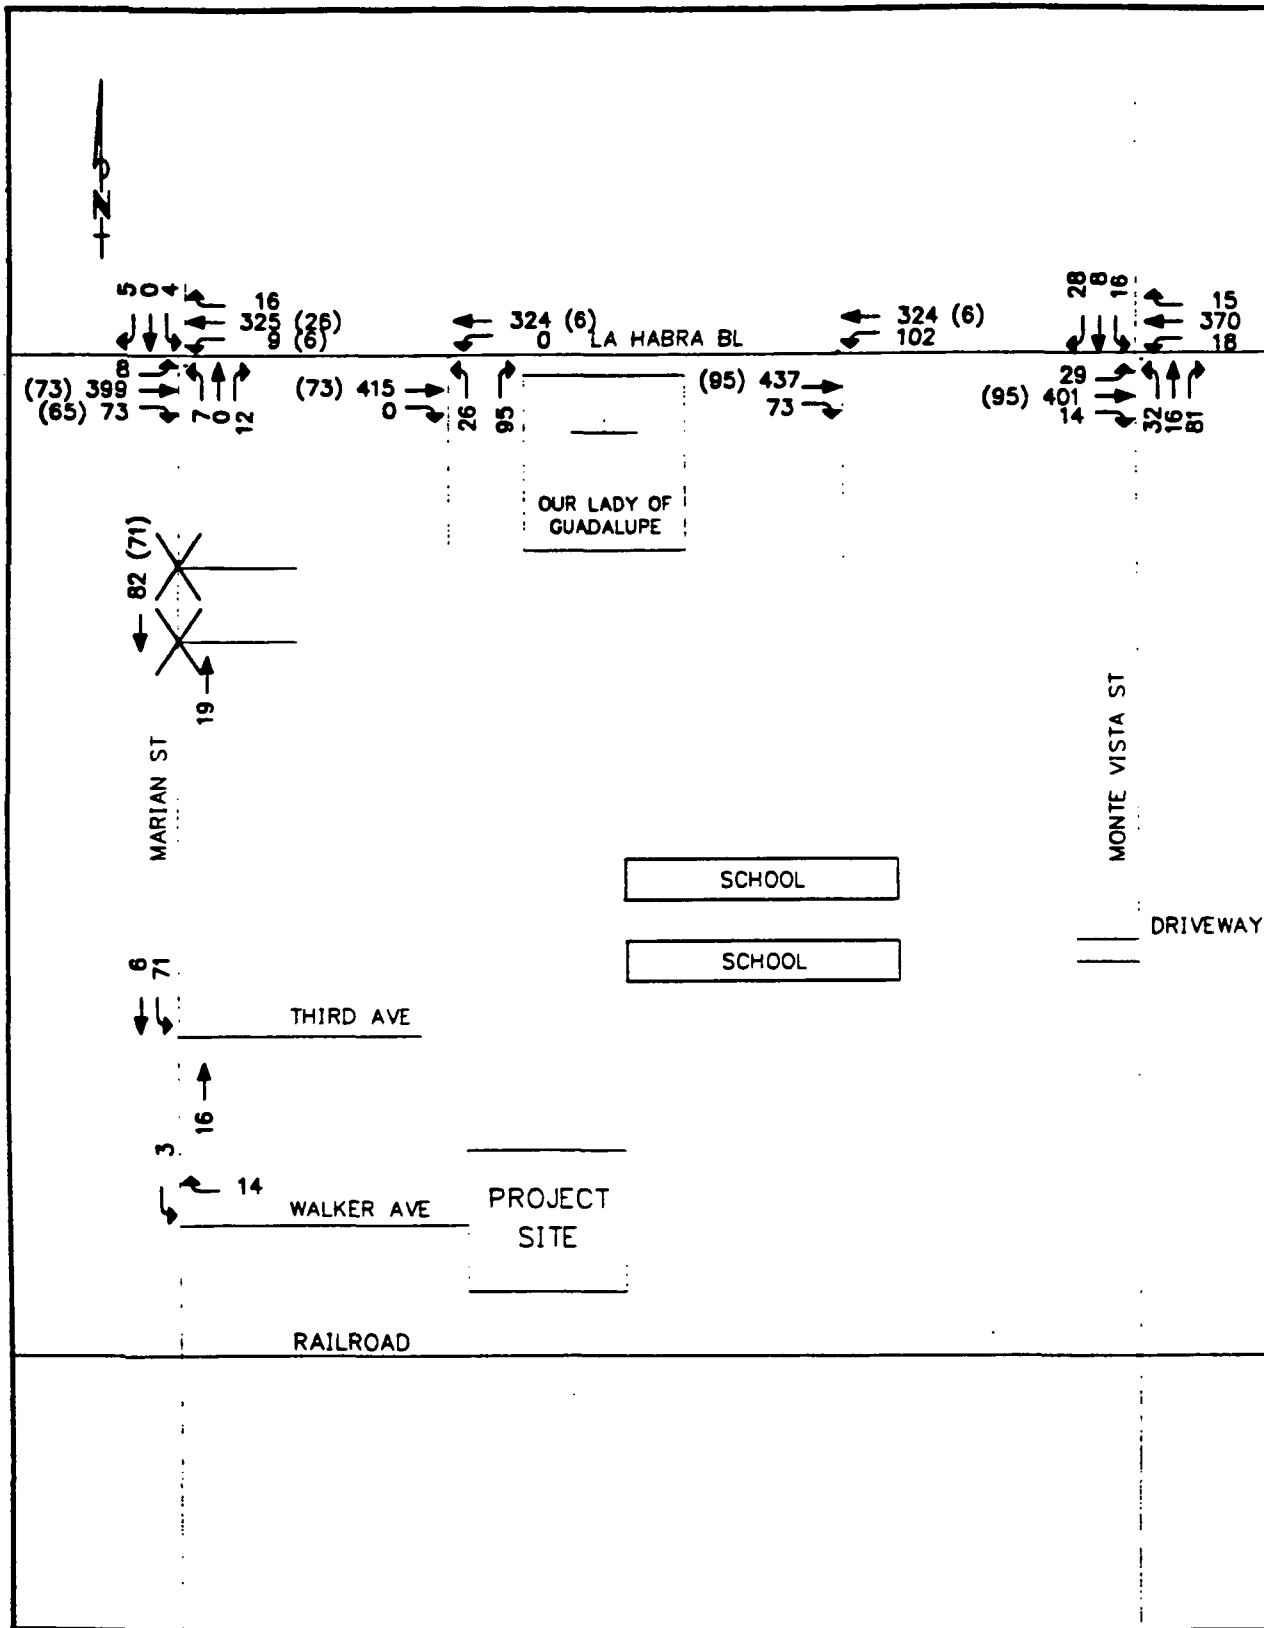 N
5 0 4
16
325 (26)
9 (6)
8
(73) 399
(65) 73
7 0 12
324 (6)
0
LA HABRA BL
(73) 415
0
26
95
324 (6)
102
(95) 437
73
28 8 16
15
370
18
29
(95) 401
14
32 16 81
OUR LADY OF
GUADALUPE
82 (71)
19
MARIAN ST
MONTE VISTA ST
SCHOOL
SCHOOL
DRIVEWAY
6 71
THIRD AVE
16
3
14
WALKER AVE
PROJECT
SITE
RAILROAD